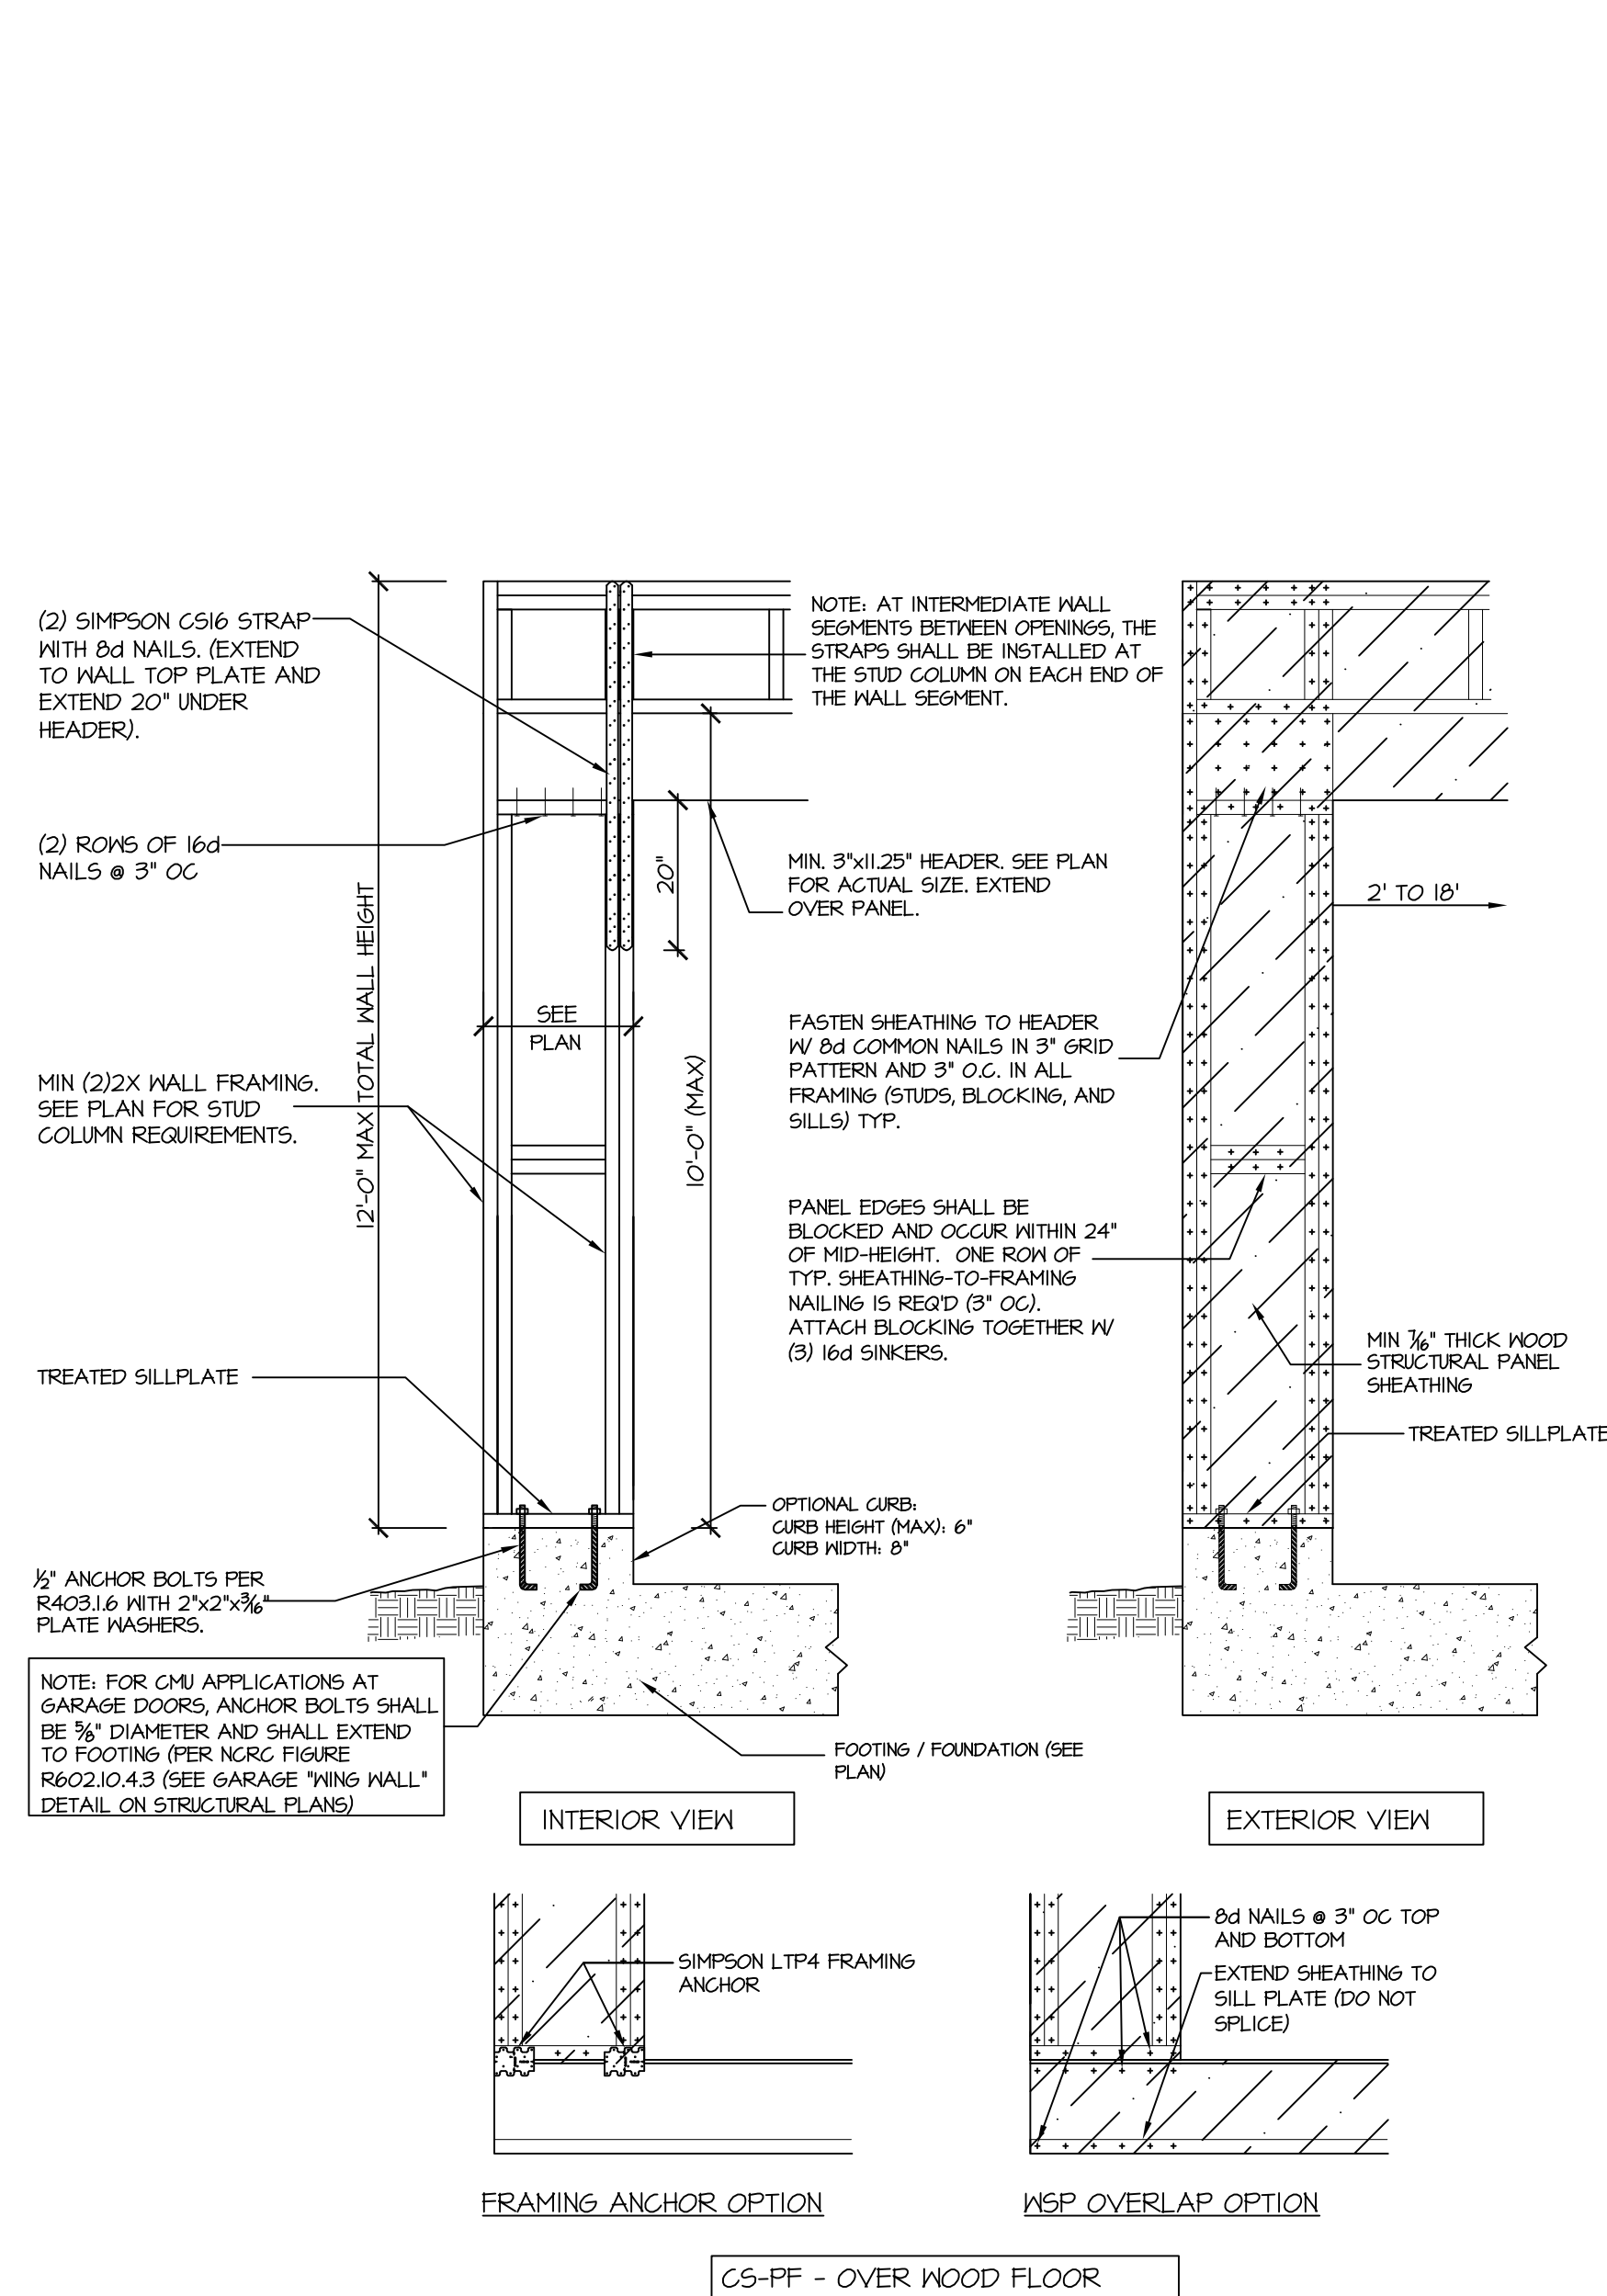 (2) SIMPSON CS16 STRAP
WITH 8d NAILS. (EXTEND
TO WALL TOP PLATE AND
EXTEND 20" UNDER
HEADER).
(2) ROWS OF 16d
NAILS @ 3" OC
12'-0" MAX TOTAL WALL HEIGHT
MIN (2)2X WALL FRAMING.
SEE PLAN FOR STUD
COLUMN REQUIREMENTS.
TREATED SILLPLATE
½" ANCHOR BOLTS PER
R403.1.6 WITH 2"x2"x3/16"
PLATE WASHERS.
NOTE: FOR CMU APPLICATIONS AT
GARAGE DOORS, ANCHOR BOLTS SHALL
BE ⅝" DIAMETER AND SHALL EXTEND
TO FOOTING (PER NCRC FIGURE
R602.10.4.3 (SEE GARAGE "WING WALL"
DETAIL ON STRUCTURAL PLANS)
SEE
PLAN
20"
10'-0" (MAX)
NOTE: AT INTERMEDIATE WALL
SEGMENTS BETWEEN OPENINGS, THE
STRAPS SHALL BE INSTALLED AT
THE STUD COLUMN ON EACH END OF
THE WALL SEGMENT.
MIN. 3"x11.25" HEADER. SEE PLAN
FOR ACTUAL SIZE. EXTEND
OVER PANEL.
FASTEN SHEATHING TO HEADER
W/ 8d COMMON NAILS IN 3" GRID
PATTERN AND 3" O.C. IN ALL
FRAMING (STUDS, BLOCKING, AND
SILLS) TYP.
PANEL EDGES SHALL BE
BLOCKED AND OCCUR WITHIN 24"
OF MID-HEIGHT. ONE ROW OF
TYP. SHEATHING-TO-FRAMING
NAILING IS REQ'D (3" OC).
ATTACH BLOCKING TOGETHER W/
(3) 16d SINKERS.
OPTIONAL CURB:
CURB HEIGHT (MAX): 6"
CURB WIDTH: 8"
FOOTING / FOUNDATION (SEE
PLAN)
2' TO 18'
MIN 7/16" THICK WOOD
STRUCTURAL PANEL
SHEATHING
TREATED SILLPLATE
INTERIOR VIEW
EXTERIOR VIEW
SIMPSON LTP4 FRAMING
ANCHOR
8d NAILS @ 3" OC TOP
AND BOTTOM
EXTEND SHEATHING TO
SILL PLATE (DO NOT
SPLICE)
FRAMING ANCHOR OPTION
WSP OVERLAP OPTION
CS-PF - OVER WOOD FLOOR